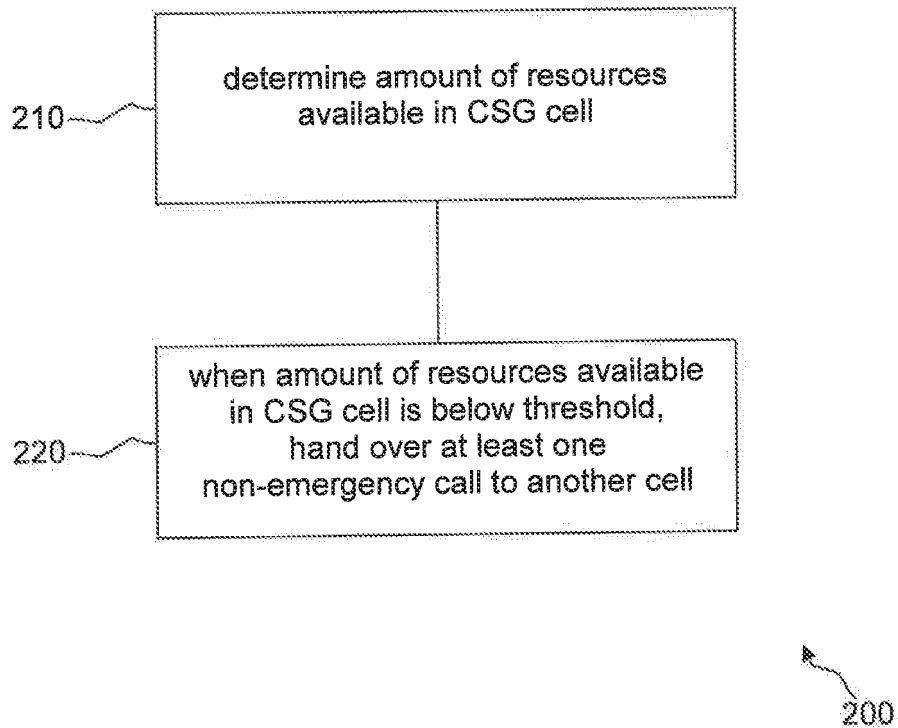 determine amount of resources
available in CSG cell
210
when amount of resources available
in CSG cell is below threshold,
hand over at least one
non-emergency call to another cell
220
200